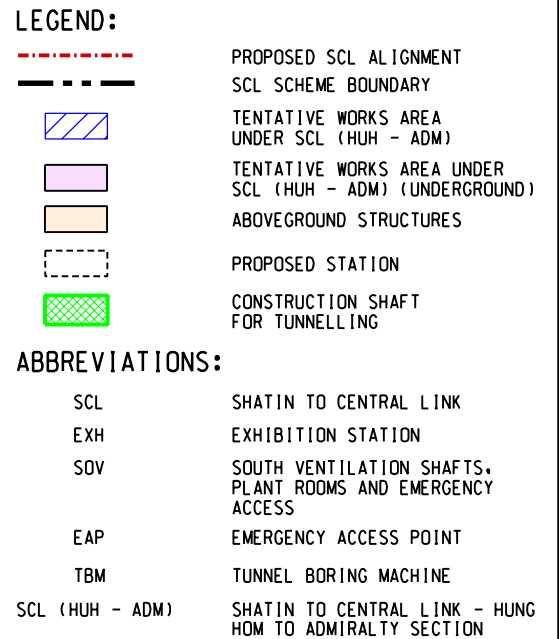 LEGEND:
PROPOSED SCL ALIGNMENT
SCL SCHEME BOUNDARY
TENTATIVE WORKS AREA
UNDER SCL (HUH - ADM)
TENTATIVE WORKS AREA UNDER
SCL (HUH - ADM) (UNDERGROUND)
ABOVEGROUND STRUCTURES
PROPOSED STATION
CONSTRUCTION SHAFT
FOR TUNNELLING
ABBREVIATIONS:
SCL SHATIN TO CENTRAL LINK
EXH EXHIBITION STATION
SOV SOUTH VENTILATION SHAFTS,
PLANT ROOMS AND EMERGENCY
ACCESS
EAP EMERGENCY ACCESS POINT
TBM TUNNEL BORING MACHINE
SCL (HUH - ADM) SHATIN TO CENTRAL LINK - HUNG
HOM TO ADMIRALTY SECTION